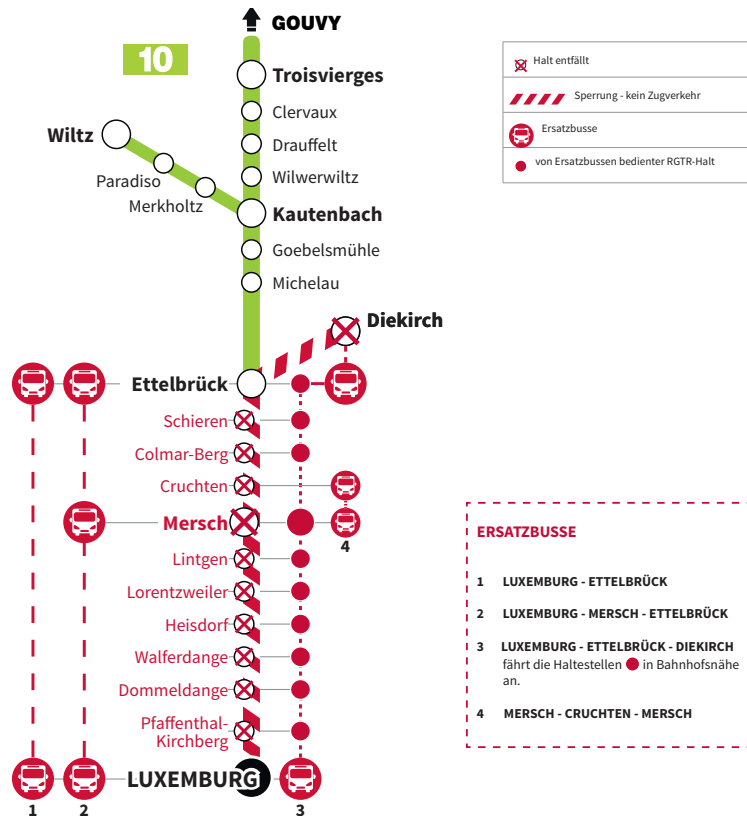 GOUVY
10
Troisvierges
Clervaux
Drauffelt
Wilwerwiltz
Wiltz
Paradiso
Merkholtz
Kautenbach
Goebelsmühle
Michelau
Diekirch
Ettelbrück
Schieren
Colmar-Berg
Cruchten
Mersch
4
Lintgen
Lorentzweiler
Heisdorf
Walferdange
Dommeldange
Pfaffenthal-
Kirchberg
LUXEMBURG
1
2
3
Halt entfällt
Sperrung - kein Zugverkehr
Ersatzbusse
von Ersatzbussen bedienter RGTR-Halt
ERSATZBUSSE
1 LUXEMBURG - ETTELBRÜCK
2 LUXEMBURG - MERSCH - ETTELBRÜCK
3 LUXEMBURG - ETTELBRÜCK - DIEKIRCH
fährt die Haltestellen in Bahnhofsnähe
an.
4 MERSCH - CRUCHTEN - MERSCH